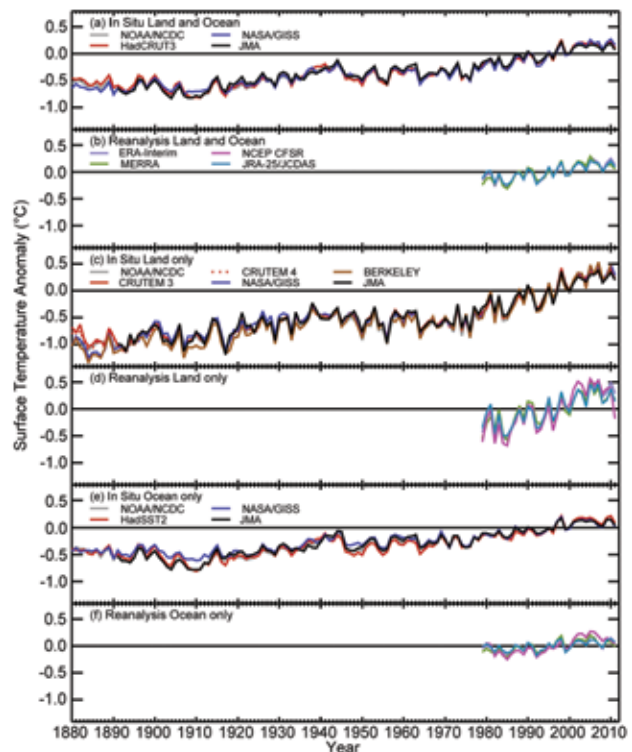 (a) In Situ Land and Ocean
NOAA/NCDC NASA/GISS
HadCRUT3 JMA
0.5
0.0
-0.5
-1.0
(b) Reanalysis Land and Ocean
ERA-Interim NCEP CFSR
MERRA JRA-25/JCDAS
0.5
0.0
-0.5
-1.0
(c) In Situ Land only
NOAA/NCDC CRUTEM 4 BERKELEY
CRUTEM 3 NASA/GISS JMA
0.5
0.0
-0.5
-1.0
(d) Reanalysis Land only
0.5
0.0
-0.5
-1.0
(e) In Situ Ocean only
NOAA/NCDC NASA/GISS
HadSST2 JMA
0.5
0.0
-0.5
-1.0
(f) Reanalysis Ocean only
0.5
0.0
-0.5
-1.0
Surface Temperature Anomaly (°C)
1880 1890 1900 1910 1920 1930 1940 1950 1960 1970 1980 1990 2000 2010
Year